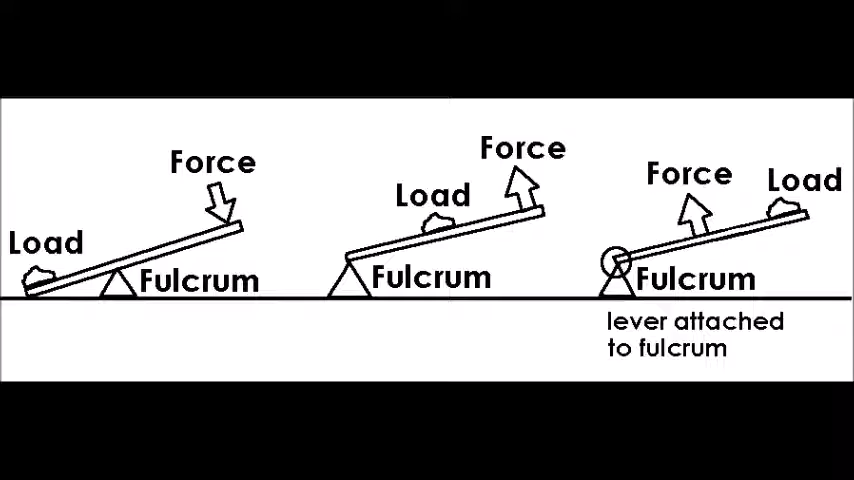 Force
Load
Fulcrum
Force
Load
Fulcrum
Force
Load
Fulcrum
lever attached
to fulcrum